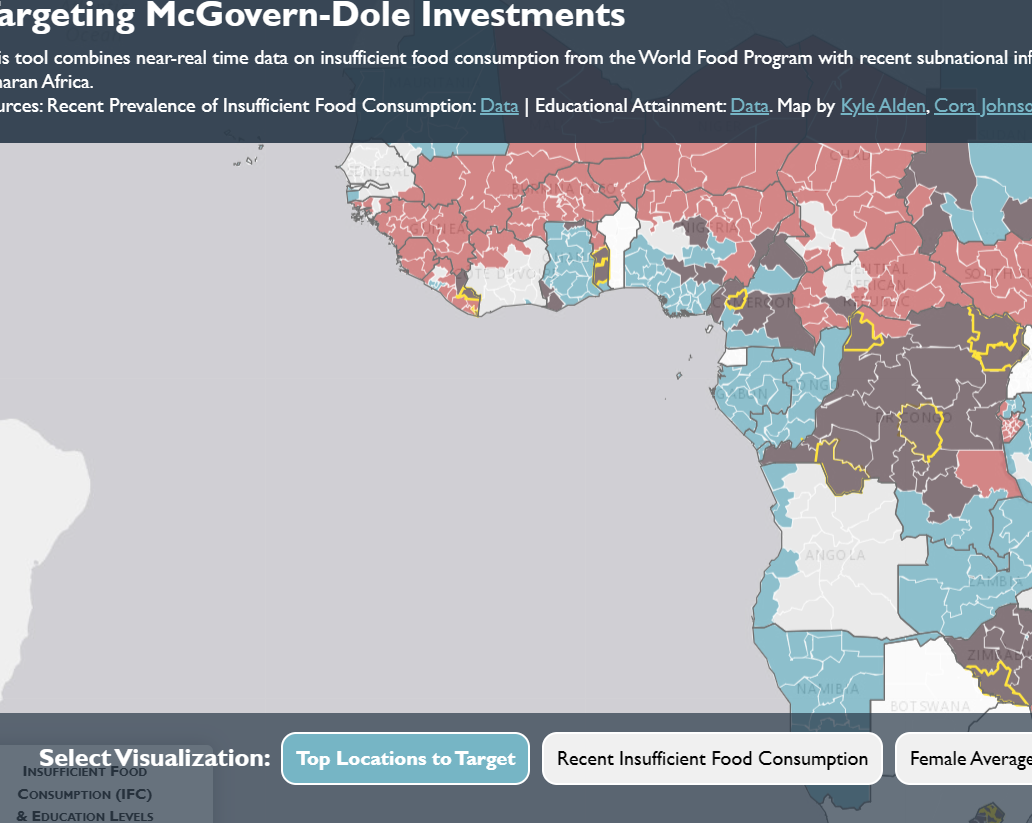 argeting McGovern-Dole Investments
is tool combines near-real time data on insufficient food consumption from the World Food Program with recent subnational inf
haran Africa.
urces: Recent Prevalence of Insufficient Food Consumption: Data | Educational Attainment: Data. Map by Kyle Alden, Cora Johnso
CHAD
SENEGAL
BURKINA FASO
GUINEA
NIGERIA
CÔTE D'IVOIRE
CENTRAL
AFRICAN
REPUBLIC
SOUTH SU
CAMEROON
GABON
CONGO
DR CONGO
ANGOLA
ZAMBIA
ZIMBA
NAMIBIA
BOTSWANA
Select Visualization:
Top Locations to Target
Recent Insufficient Food Consumption
Female Average
INSUFFICIENT FOOD
CONSUMPTION (IFC)
& EDUCATION LEVELS